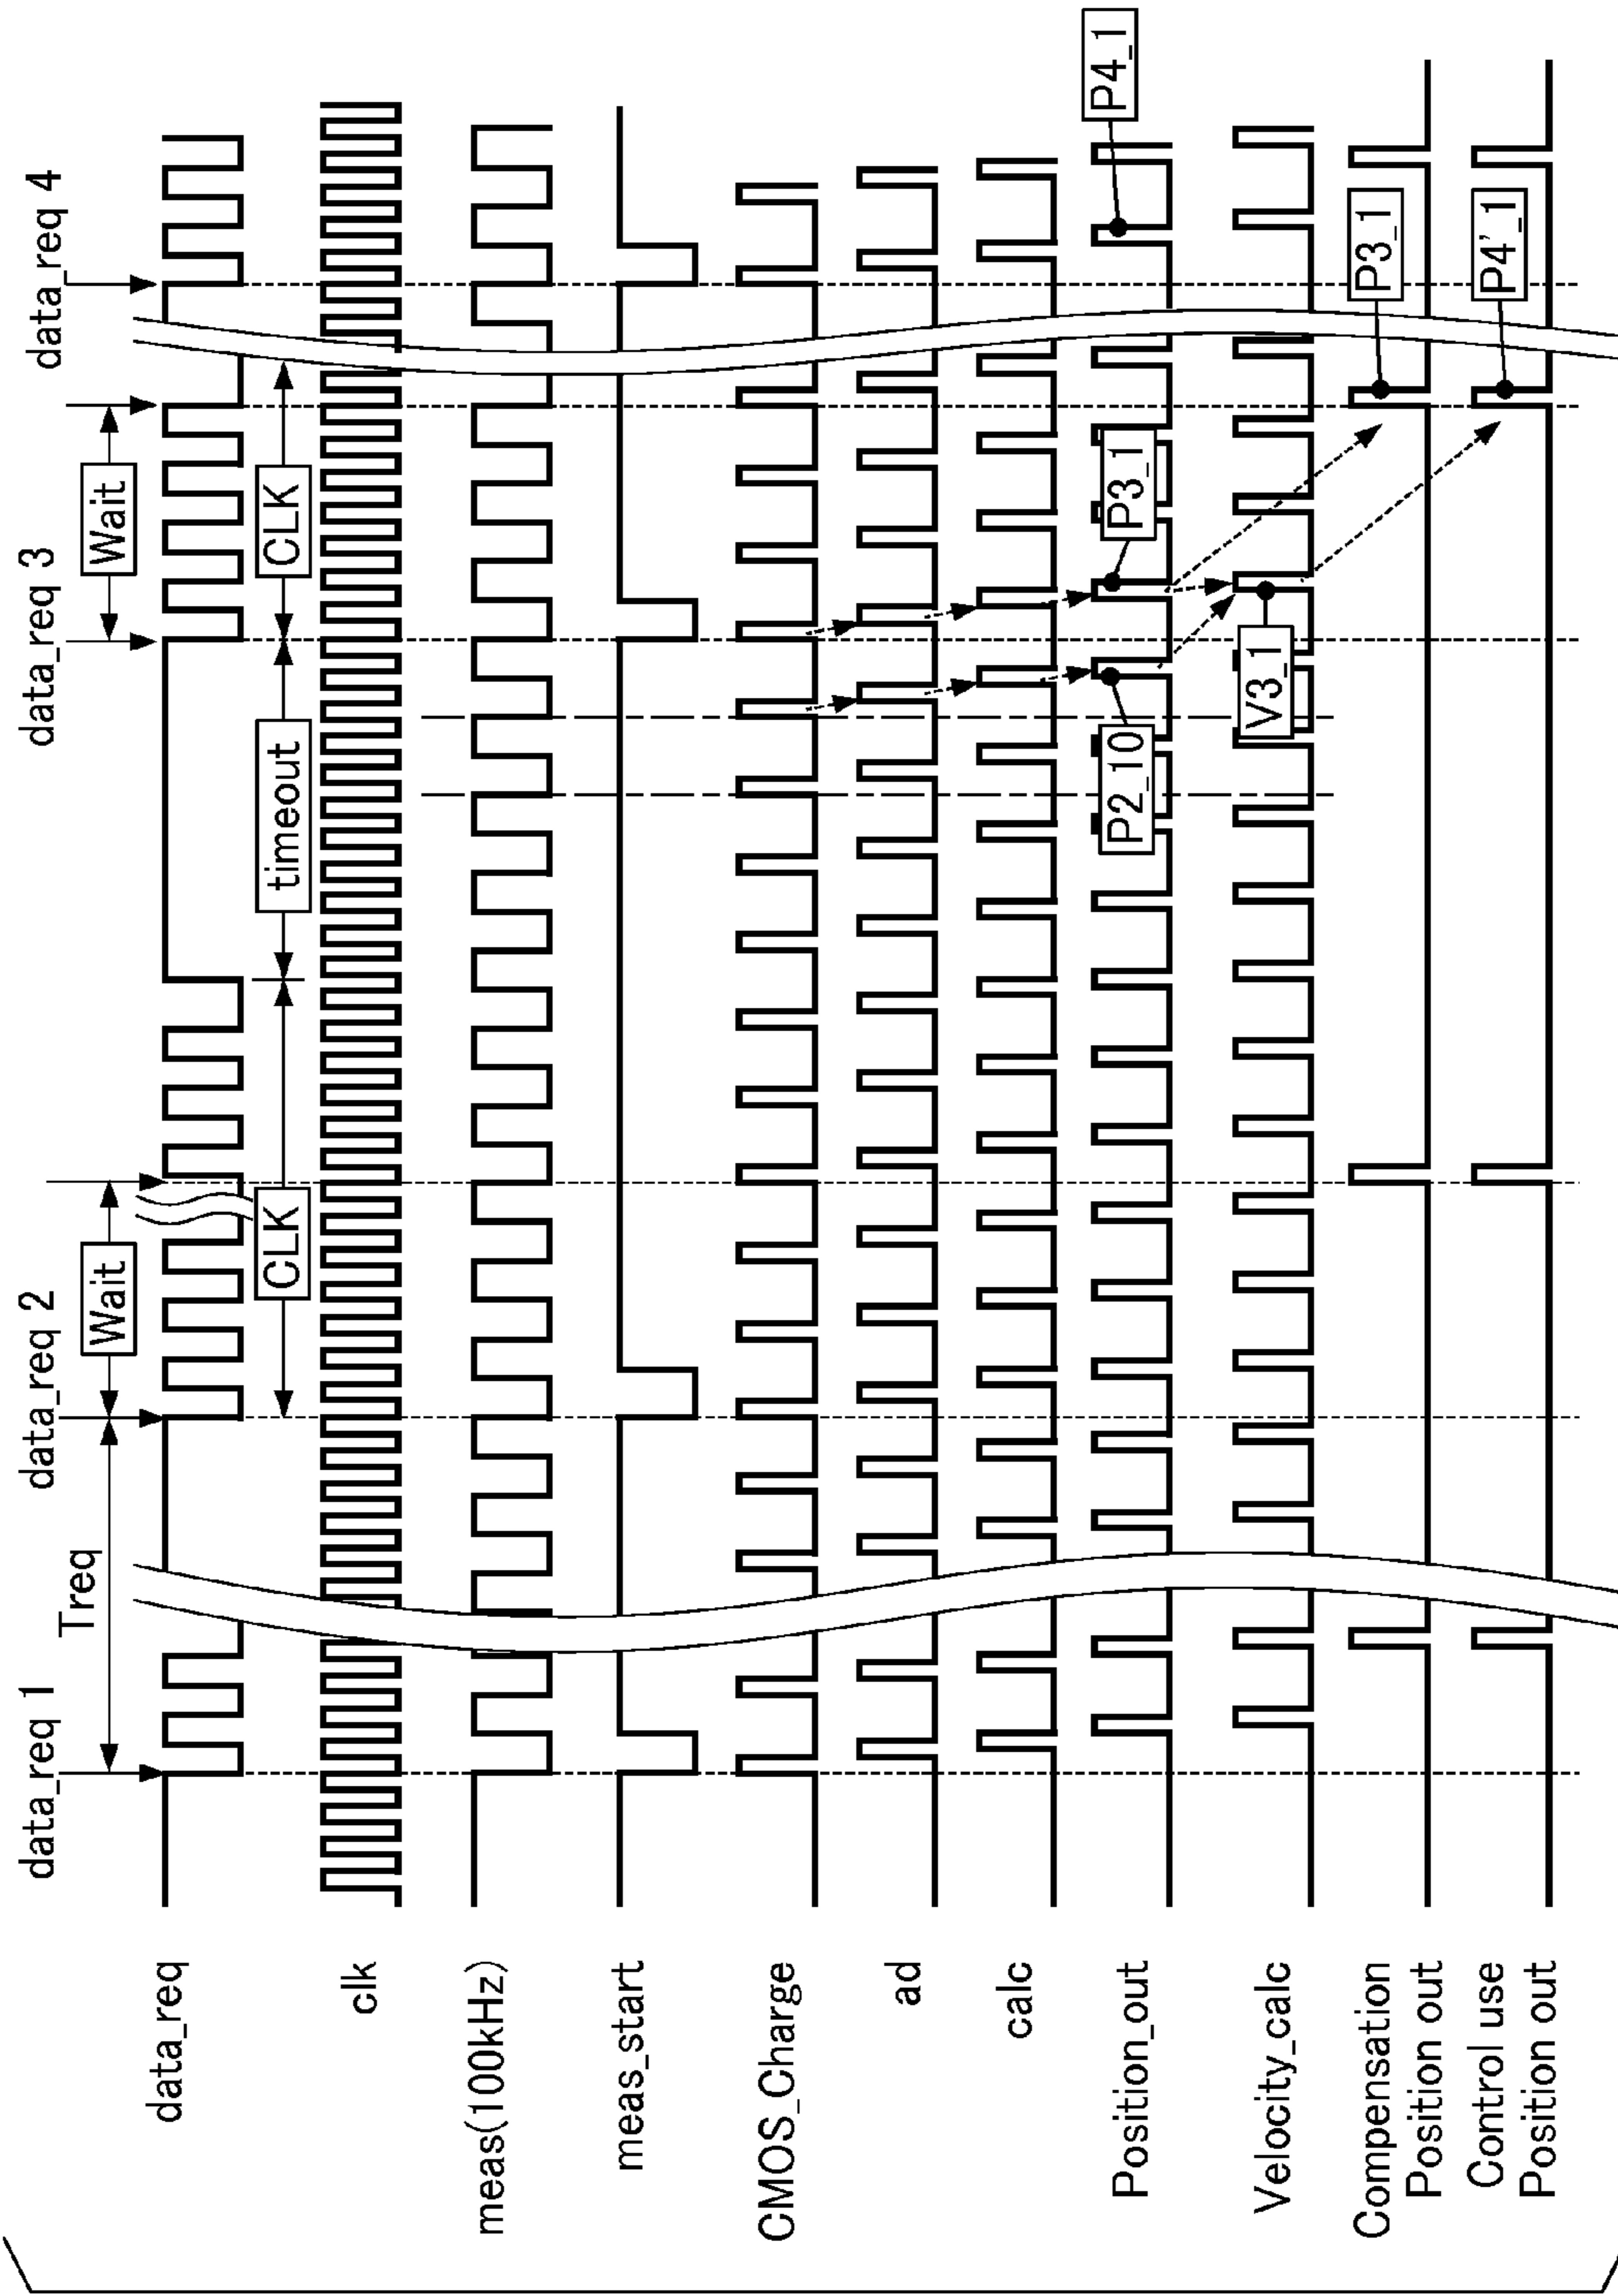 data_req 1
data_req 2
data_req 3
data_req 4
Treq
Wait
Wait
data_req
CLK
timeout
CLK
clk
meas(100kHz)
meas_start
CMOS_Charge
ad
calc
Position_out
P2_10
P3_1
P4_1
Velocity_calc
V3_1
Compensation
Position out
P3_1
Control use
Position out
P4'_1